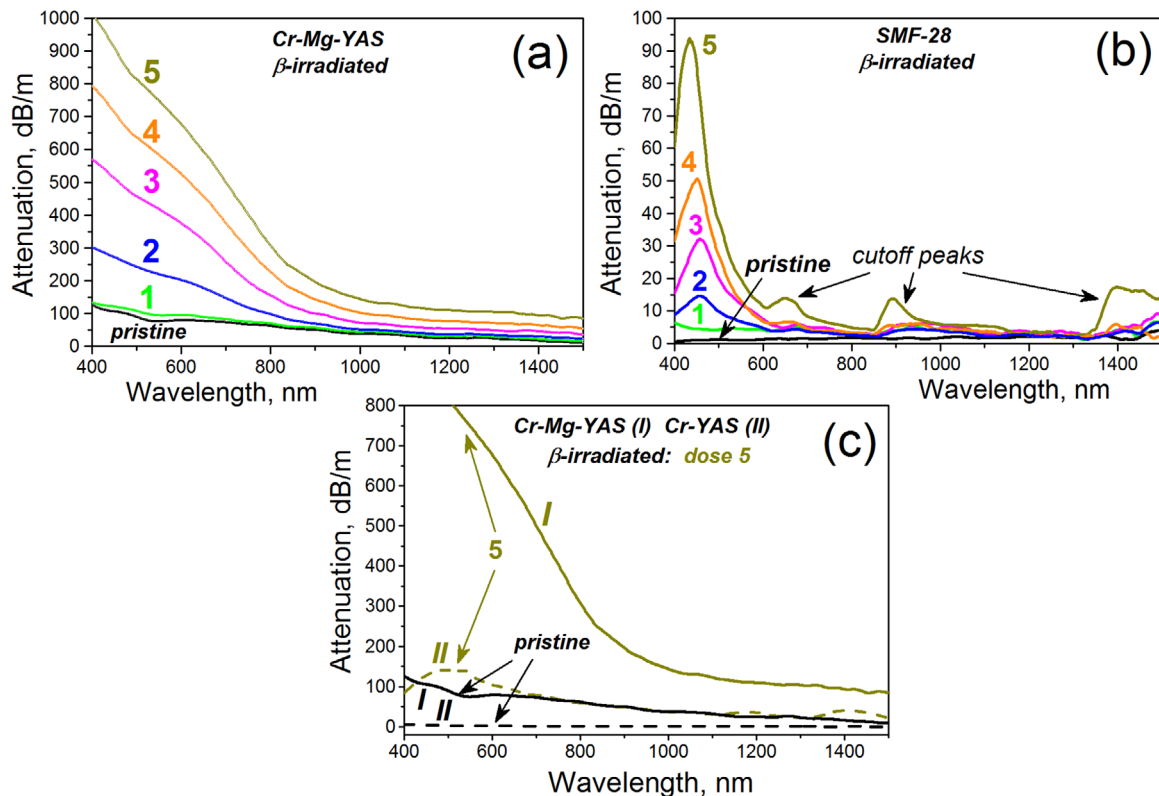 Cr-Mg-YAS
β-irradiated
(a)
Attenuation, dB/m
1000
900
800
700
600
500
400
300
200
100
0
5
4
3
2
1
pristine
400 600 800 1000 1200 1400
Wavelength, nm
SMF-28
β-irradiated
(b)
Attenuation, dB/m
100
90
80
70
60
50
40
30
20
10
0
5
4
3
2
1
pristine
cutoff peaks
400 600 800 1000 1200 1400
Wavelength, nm
Cr-Mg-YAS (I) Cr-YAS (II)
β-irradiated: dose 5
(c)
Attenuation, dB/m
800
700
600
500
400
300
200
100
0
I
5
pristine
II
I
II
400 600 800 1000 1200 1400
Wavelength, nm